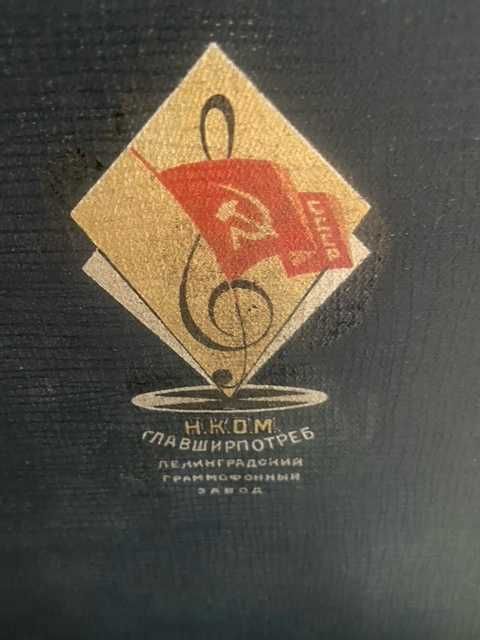 Н.К.О.М.
ГЛАВШИРПОТРЕБ
ЛЕНИНГРАДСКИЙ
ГРАММОФОННЫЙ
ЗАВОД